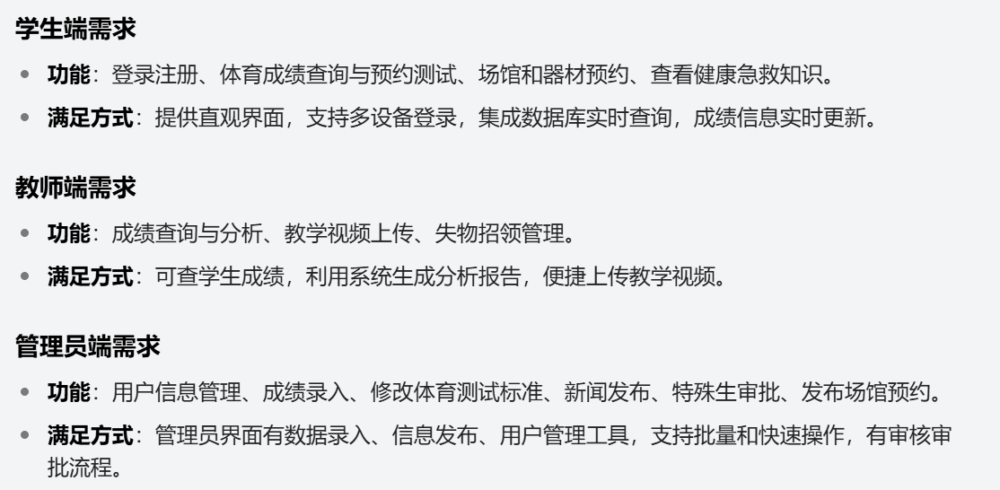 学生端需求
功能：登录注册、体育成绩查询与预约测试、场馆和器材预约、查看健康急救知识。
满足方式：提供直观界面，支持多设备登录，集成数据库实时查询，成绩信息实时更新。
教师端需求
功能：成绩查询与分析、教学视频上传、失物招领管理。
满足方式：可查学生成绩，利用系统生成分析报告，便捷上传教学视频。
管理员端需求
功能：用户信息管理、成绩录入、修改体育测试标准、新闻发布、特殊生审批、发布场馆预约。
满足方式：管理员界面有数据录入、信息发布、用户管理工具，支持批量和快速操作，有审核审
批流程。